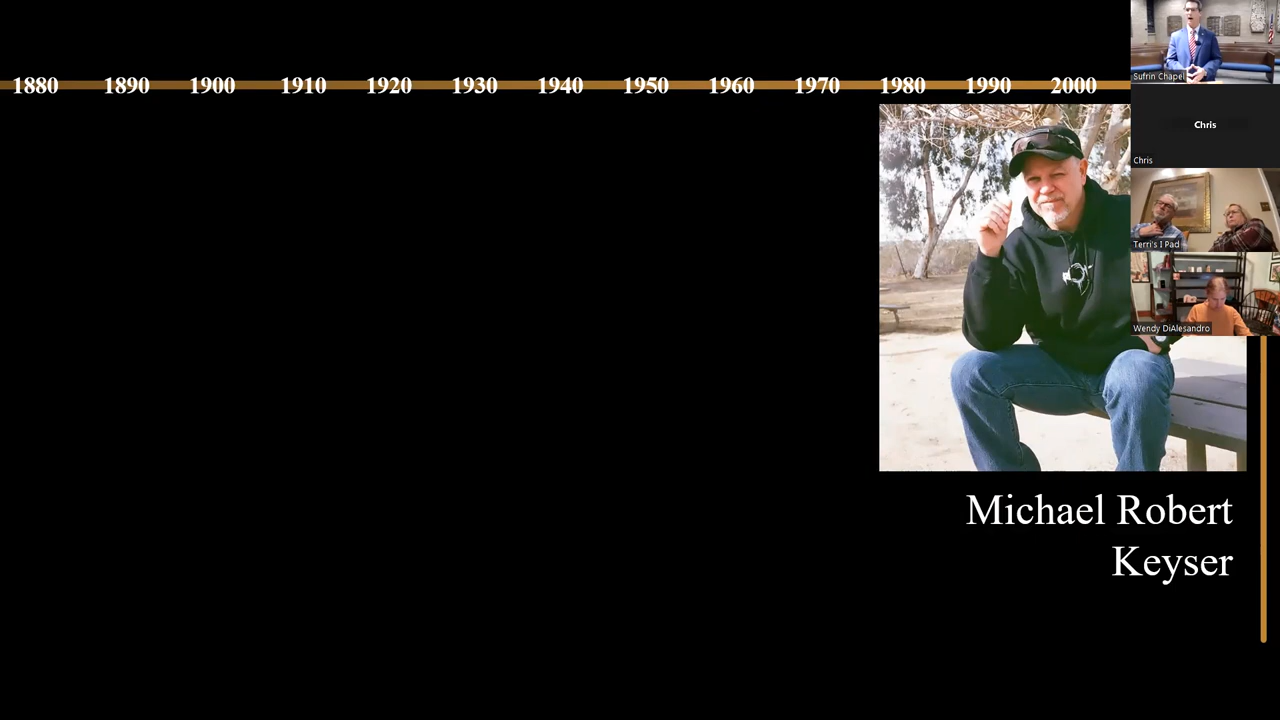 1880 1890 1900 1910 1920 1930 1940 1950 1960 1970 1980 1990 2000
Sufrin Chapel
Chris
Chris
Terri's I Pad
Wendy DiAlesandro
Michael Robert
Keyser